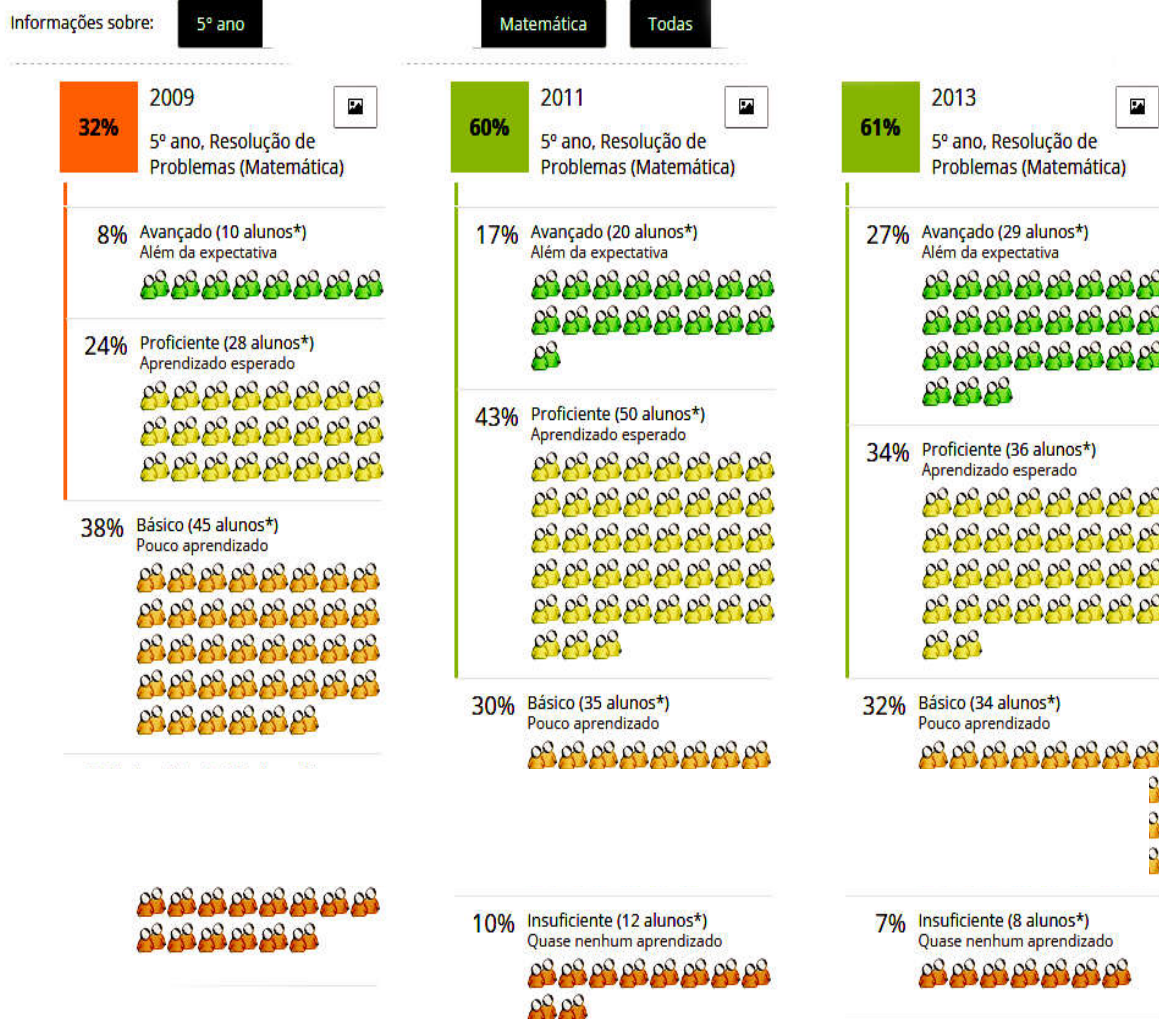 Informações sobre: 5º ano Matemática Todas
32%
2009
5º ano, Resolução de
Problemas (Matemática)
8% Avançado (10 alunos*)
Além da expectativa
24% Proficiente (28 alunos*)
Aprendizado esperado
38% Básico (45 alunos*)
Pouco aprendizado
60%
2011
5º ano, Resolução de
Problemas (Matemática)
17% Avançado (20 alunos*)
Além da expectativa
43% Proficiente (50 alunos*)
Aprendizado esperado
30% Básico (35 alunos*)
Pouco aprendizado
10% Insuficiente (12 alunos*)
Quase nenhum aprendizado
61%
2013
5º ano, Resolução de
Problemas (Matemática)
27% Avançado (29 alunos*)
Além da expectativa
34% Proficiente (36 alunos*)
Aprendizado esperado
32% Básico (34 alunos*)
Pouco aprendizado
7% Insuficiente (8 alunos*)
Quase nenhum aprendizado